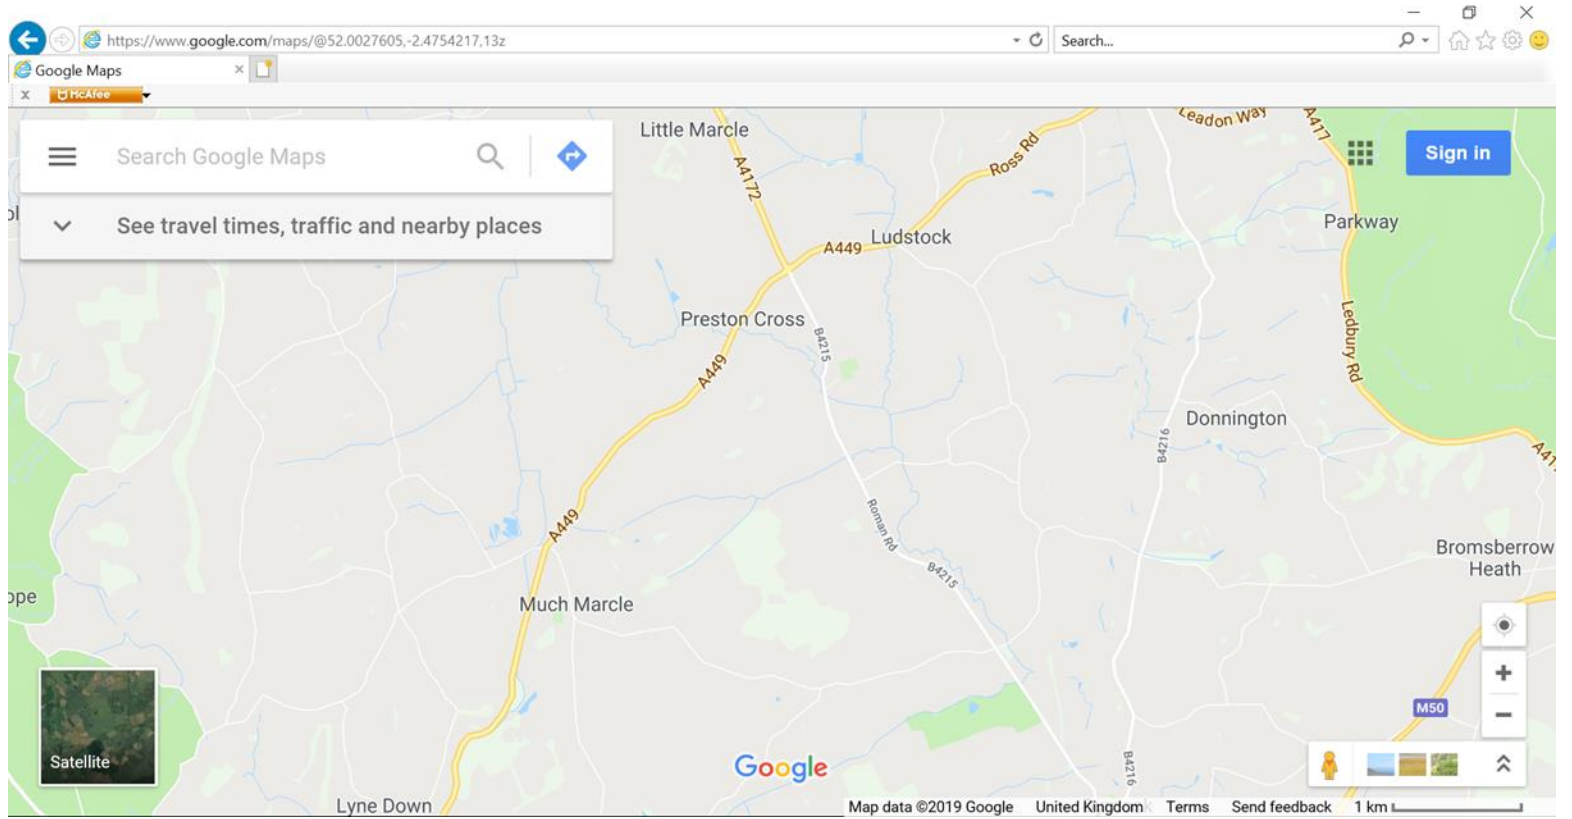 https://www.google.com/maps/@52.0027605,-2.4754217,13z
Search...
Google Maps
McAfee
Little Marcle
Leadon Way
A417
Search Google Maps
Ross Rd
Sign in
A4172
See travel times, traffic and nearby places
Parkway
A449
Ludstock
Preston Cross
B4215
Ledbury Rd
A449
Donnington
B4216
A449
Roman Rd
Bromsberrow
Heath
B4215
ope
Much Marcle
M50
Satellite
Google
B4216
Lyne Down
Map data ©2019 Google
United Kingdom
Terms
Send feedback
1 km